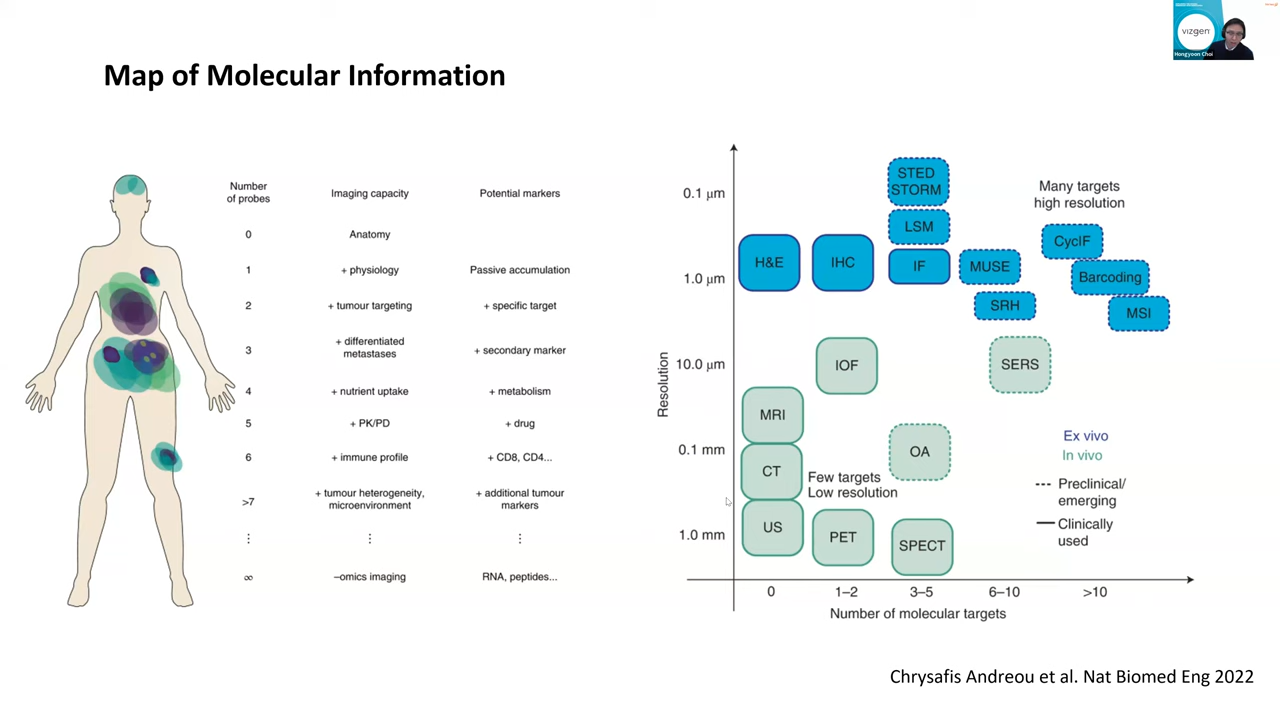 vizgen
Hongyoon Choi
Map of Molecular Information
Number
of probes
Imaging capacity
Potential markers
0
Anatomy
1
+ physiology
Passive accumulation
2
+ tumour targeting
+ specific target
3
+ differentiated
metastases
+ secondary marker
4
+ nutrient uptake
+ metabolism
5
+ PK/PD
+ drug
6
+ immune profile
+ CD8, CD4...
>7
+ tumour heterogeneity,
microenvironment
+ additional tumour
markers
⋮
⋮
⋮
∞
–omics imaging
RNA, peptides...
Resolution
0.1 μm
1.0 μm
10.0 μm
0.1 mm
1.0 mm
STED
STORM
LSM
H&E
IHC
IF
MUSE
SRH
Many targets
high resolution
CycIF
Barcoding
MSI
IOF
SERS
MRI
CT
US
OA
Few targets
Low resolution
PET
SPECT
Ex vivo
In vivo
Preclinical/
emerging
Clinically
used
0
1–2
3–5
6–10
>10
Number of molecular targets
Chrysafis Andreou et al. Nat Biomed Eng 2022